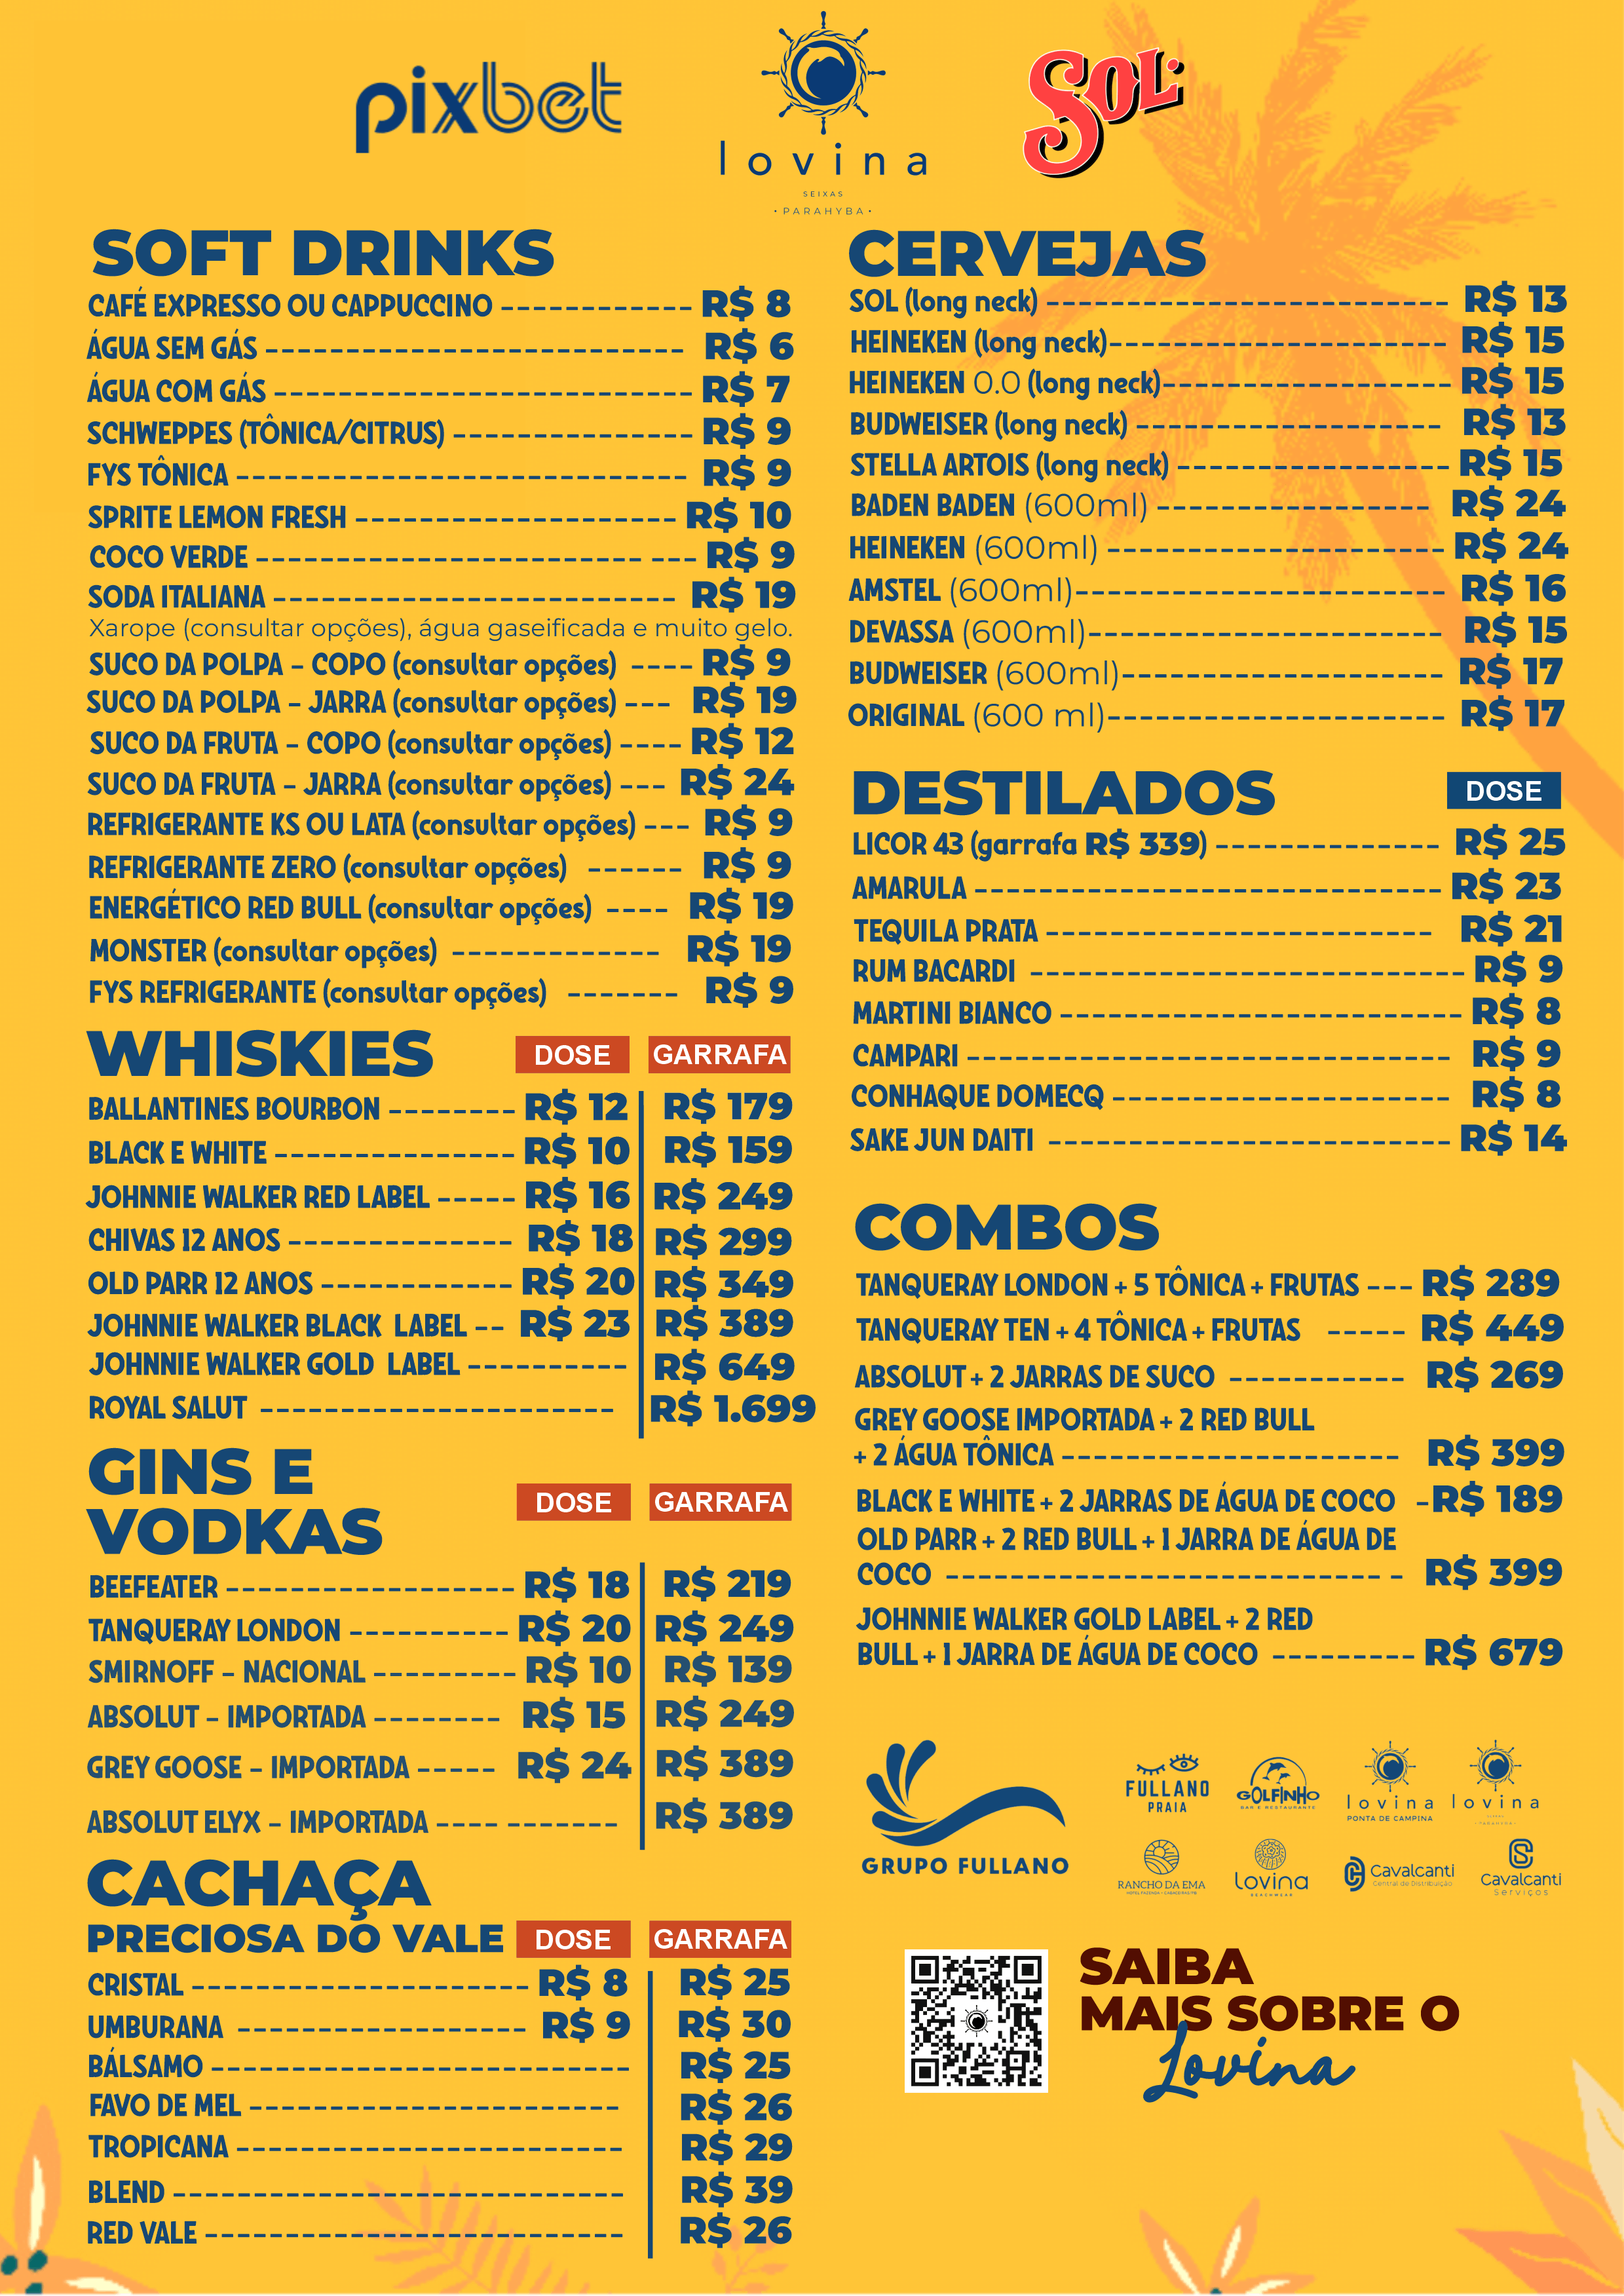 pixbet
lovina
SEIXAS
• PARAHYBA •
SOL
SOFT DRINKS
CAFÉ EXPRESSO OU CAPPUCCINO ------------ R$ 8
ÁGUA SEM GÁS -------------------------- R$ 6
ÁGUA COM GÁS -------------------------- R$ 7
SCHWEPPES (TÔNICA/CITRUS) --------------- R$ 9
FYS TÔNICA ---------------------------- R$ 9
SPRITE LEMON FRESH -------------------- R$ 10
COCO VERDE ------------------------ --- R$ 9
SODA ITALIANA ------------------------- R$ 19
Xarope (consultar opções), água gaseificada e muito gelo.
SUCO DA POLPA - COPO (consultar opções) ---- R$ 9
SUCO DA POLPA - JARRA (consultar opções) --- R$ 19
SUCO DA FRUTA - COPO (consultar opções) ---- R$ 12
SUCO DA FRUTA - JARRA (consultar opções) --- R$ 24
REFRIGERANTE KS OU LATA (consultar opções) --- R$ 9
REFRIGERANTE ZERO (consultar opções) ------ R$ 9
ENERGÉTICO RED BULL (consultar opções) ---- R$ 19
MONSTER (consultar opções) ------------- R$ 19
FYS REFRIGERANTE (consultar opções) ------- R$ 9
WHISKIES DOSE GARRAFA
BALLANTINES BOURBON -------- R$ 12 R$ 179
BLACK E WHITE --------------- R$ 10 R$ 159
JOHNNIE WALKER RED LABEL ----- R$ 16 R$ 249
CHIVAS 12 ANOS -------------- R$ 18 R$ 299
OLD PARR 12 ANOS ------------ R$ 20 R$ 349
JOHNNIE WALKER BLACK LABEL -- R$ 23 R$ 389
JOHNNIE WALKER GOLD LABEL ---------- R$ 649
ROYAL SALUT ---------------------- R$ 1.699
GINS E
VODKAS DOSE GARRAFA
BEEFEATER ------------------ R$ 18 R$ 219
TANQUERAY LONDON ---------- R$ 20 R$ 249
SMIRNOFF - NACIONAL --------- R$ 10 R$ 139
ABSOLUT - IMPORTADA -------- R$ 15 R$ 249
GREY GOOSE - IMPORTADA ----- R$ 24 R$ 389
ABSOLUT ELYX - IMPORTADA ---- ------- R$ 389
CACHAÇA
PRECIOSA DO VALE DOSE GARRAFA
CRISTAL --------------------- R$ 8 R$ 25
UMBURANA ------------------ R$ 9 R$ 30
BÁLSAMO -------------------------- R$ 25
FAVO DE MEL ----------------------- R$ 26
TROPICANA ------------------------ R$ 29
BLEND ---------------------------- R$ 39
RED VALE -------------------------- R$ 26
CERVEJAS
SOL (long neck) ------------------------- R$ 13
HEINEKEN (long neck)--------------------- R$ 15
HEINEKEN 0.0 (long neck)------------------ R$ 15
BUDWEISER (long neck) ------------------- R$ 13
STELLA ARTOIS (long neck) ----------------- R$ 15
BADEN BADEN (600ml) ----------------- R$ 24
HEINEKEN (600ml) --------------------- R$ 24
AMSTEL (600ml)----------------------- R$ 16
DEVASSA (600ml)---------------------- R$ 15
BUDWEISER (600ml)-------------------- R$ 17
ORIGINAL (600 ml)--------------------- R$ 17
DESTILADOS DOSE
LICOR 43 (garrafa R$ 339) -------------- R$ 25
AMARULA ----------------------------- R$ 23
TEQUILA PRATA ------------------------ R$ 21
RUM BACARDI --------------------------- R$ 9
MARTINI BIANCO ------------------------- R$ 8
CAMPARI ------------------------------ R$ 9
CONHAQUE DOMECQ --------------------- R$ 8
SAKE JUN DAITI ------------------------- R$ 14
COMBOS
TANQUERAY LONDON + 5 TÔNICA + FRUTAS --- R$ 289
TANQUERAY TEN + 4 TÔNICA + FRUTAS ----- R$ 449
ABSOLUT + 2 JARRAS DE SUCO ----------- R$ 269
GREY GOOSE IMPORTADA + 2 RED BULL
+ 2 ÁGUA TÔNICA --------------------- R$ 399
BLACK E WHITE + 2 JARRAS DE ÁGUA DE COCO -R$ 189
OLD PARR + 2 RED BULL + 1 JARRA DE ÁGUA DE
COCO --------------------------- - R$ 399
JOHNNIE WALKER GOLD LABEL + 2 RED
BULL + 1 JARRA DE ÁGUA DE COCO --------- R$ 679
GRUPO FULLANO
FULLANO
PRAIA
GOLFINHO
BAR E RESTAURANTE
lovina
PONTA DE CAMPINA
lovina
RANCHO DA EMA
Lovina
BEACHWEAR
Cavalcanti
Central de Distribuição
Cavalcanti
Serviços
SAIBA
MAIS SOBRE O
Lovina